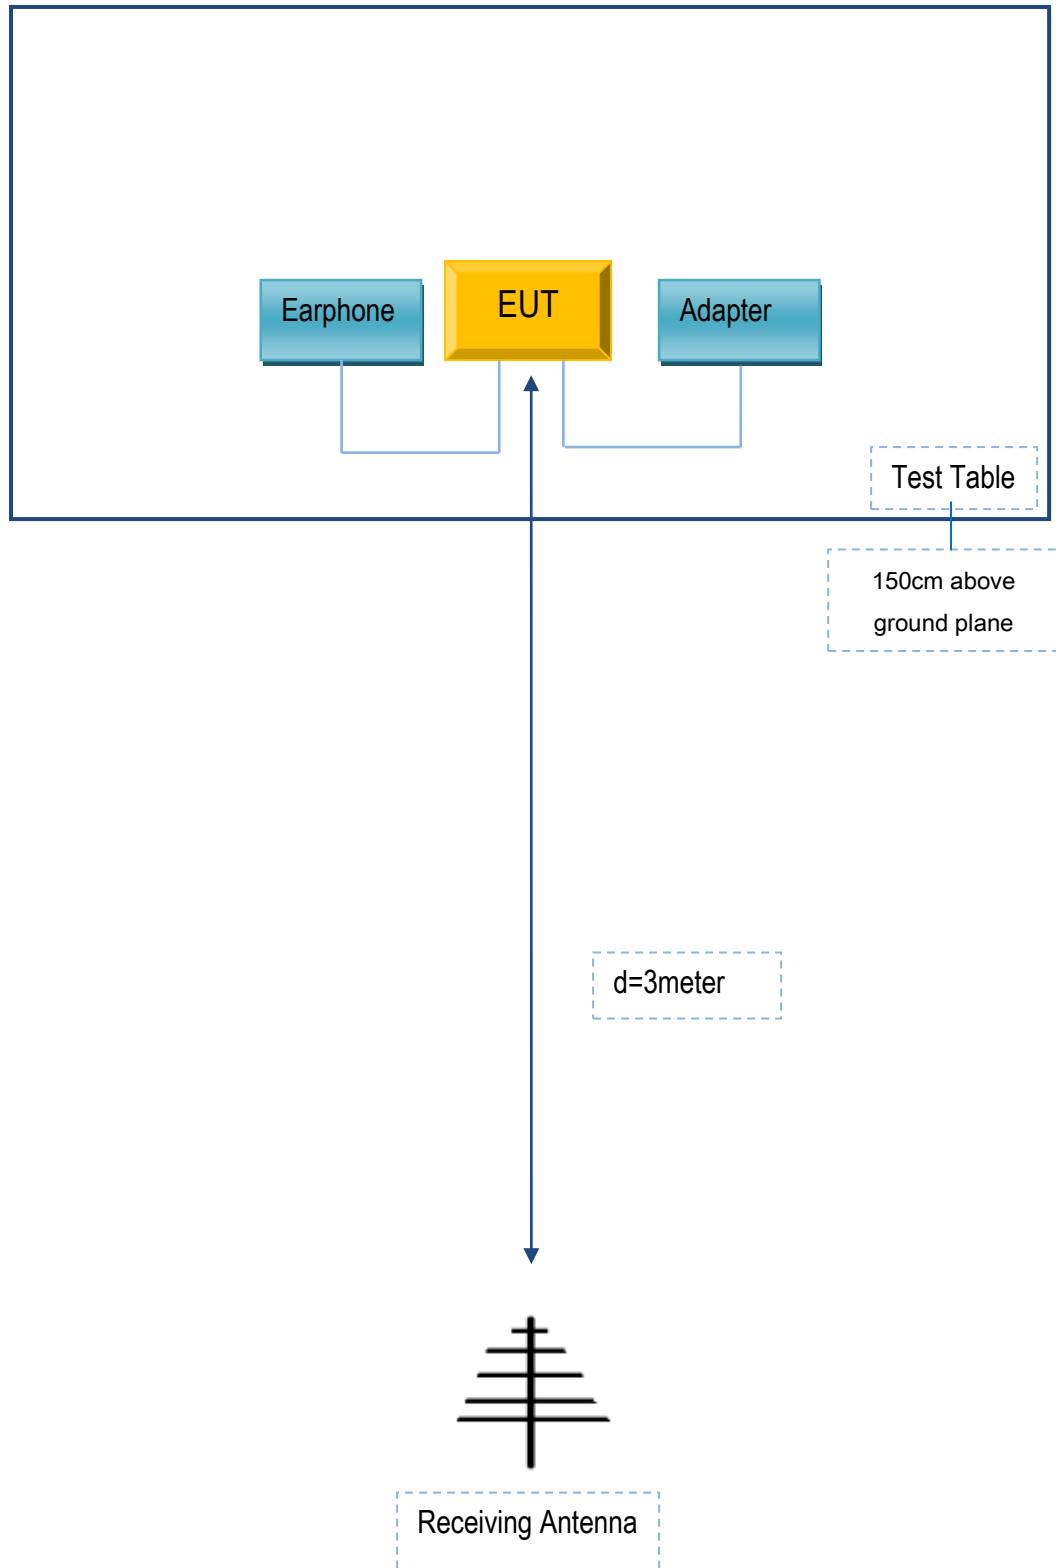 Earphone
EUT
Adapter
Test Table
150cm above
ground plane
d=3meter
Receiving Antenna